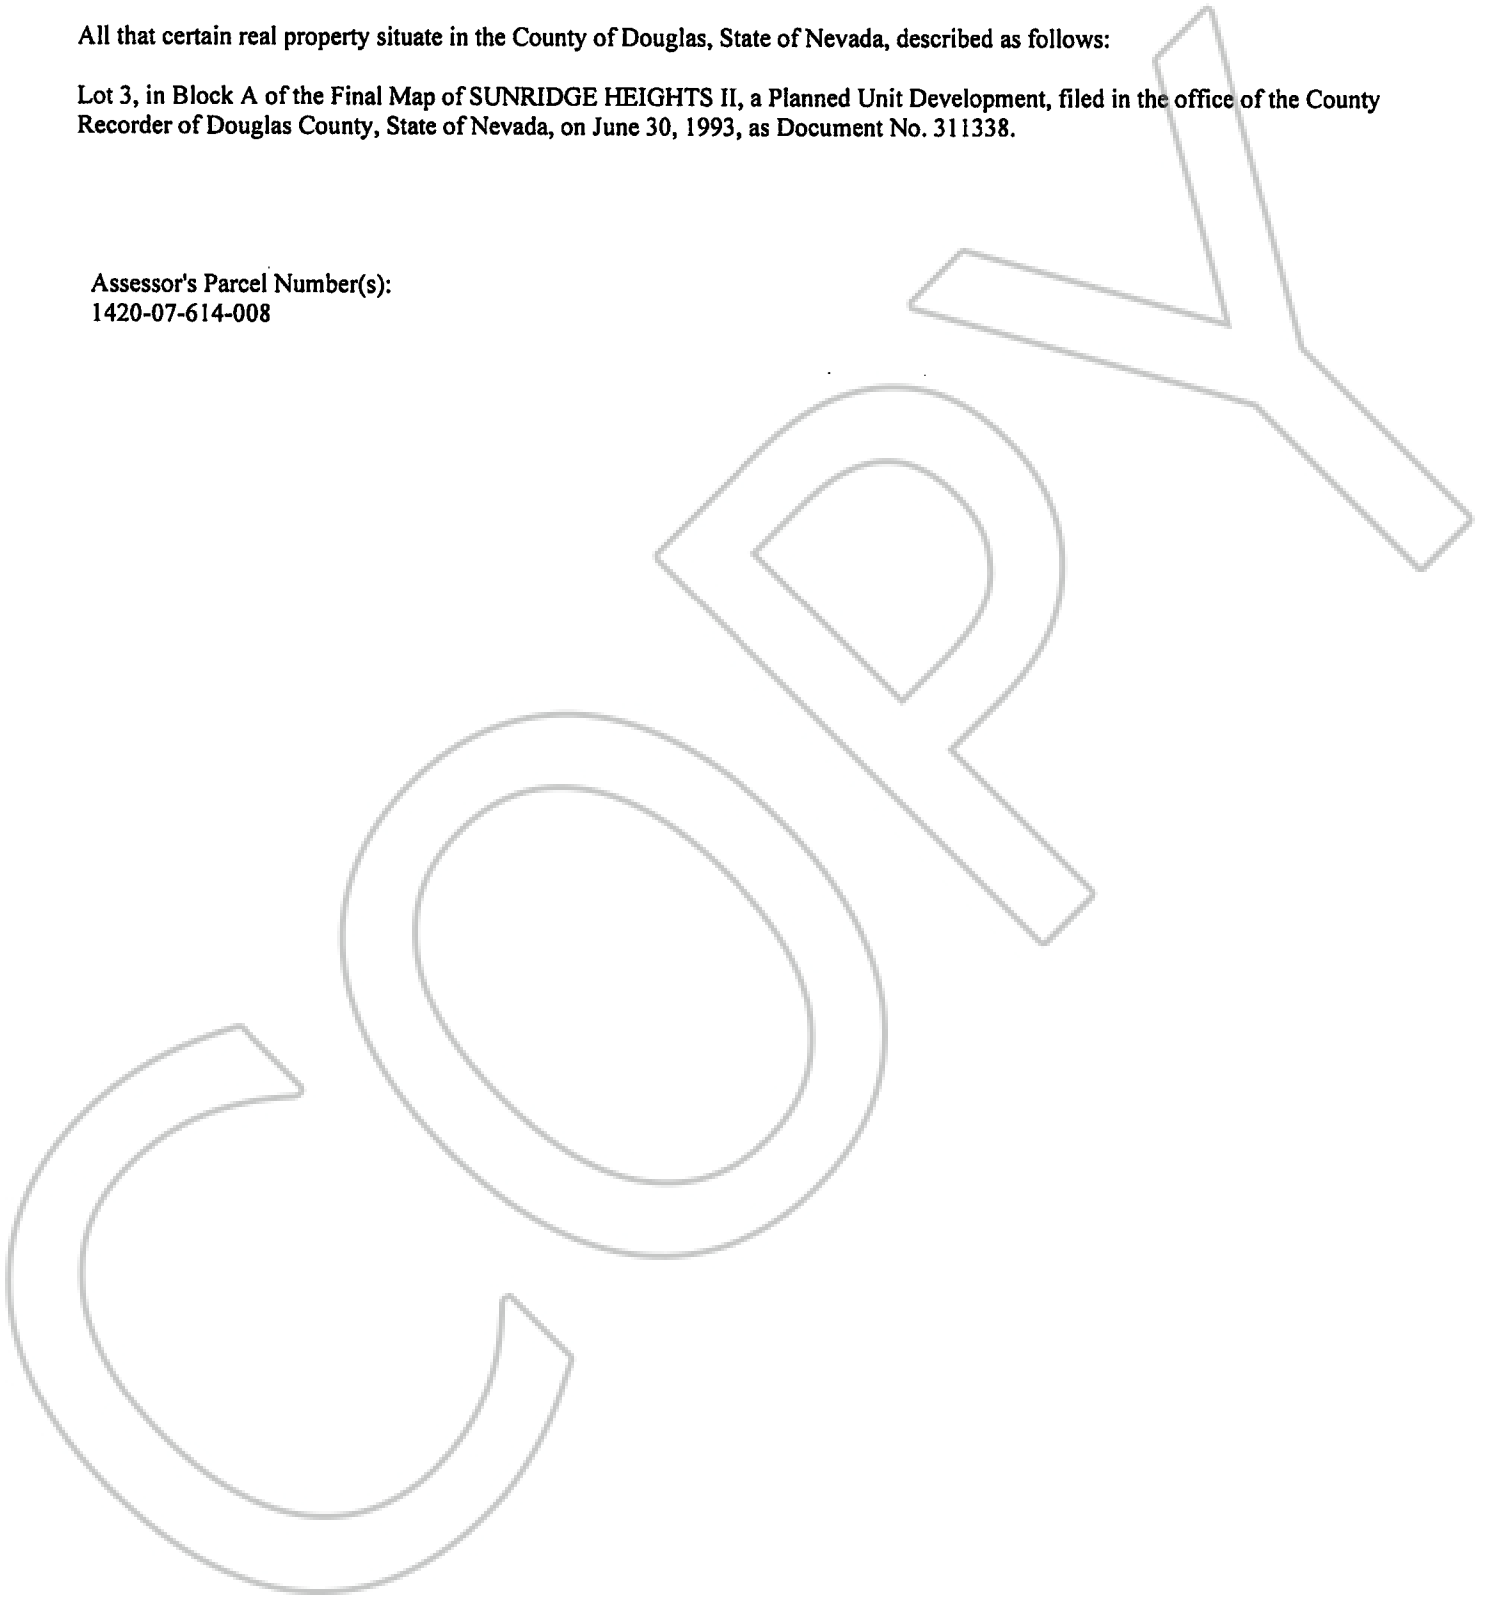 All that certain real property situate in the County of Douglas, State of Nevada, described as follows:
Lot 3, in Block A of the Final Map of SUNRIDGE HEIGHTS II, a Planned Unit Development, filed in the office of the County
Recorder of Douglas County, State of Nevada, on June 30, 1993, as Document No. 311338.
Assessor's Parcel Number(s):
1420-07-614-008
COPY